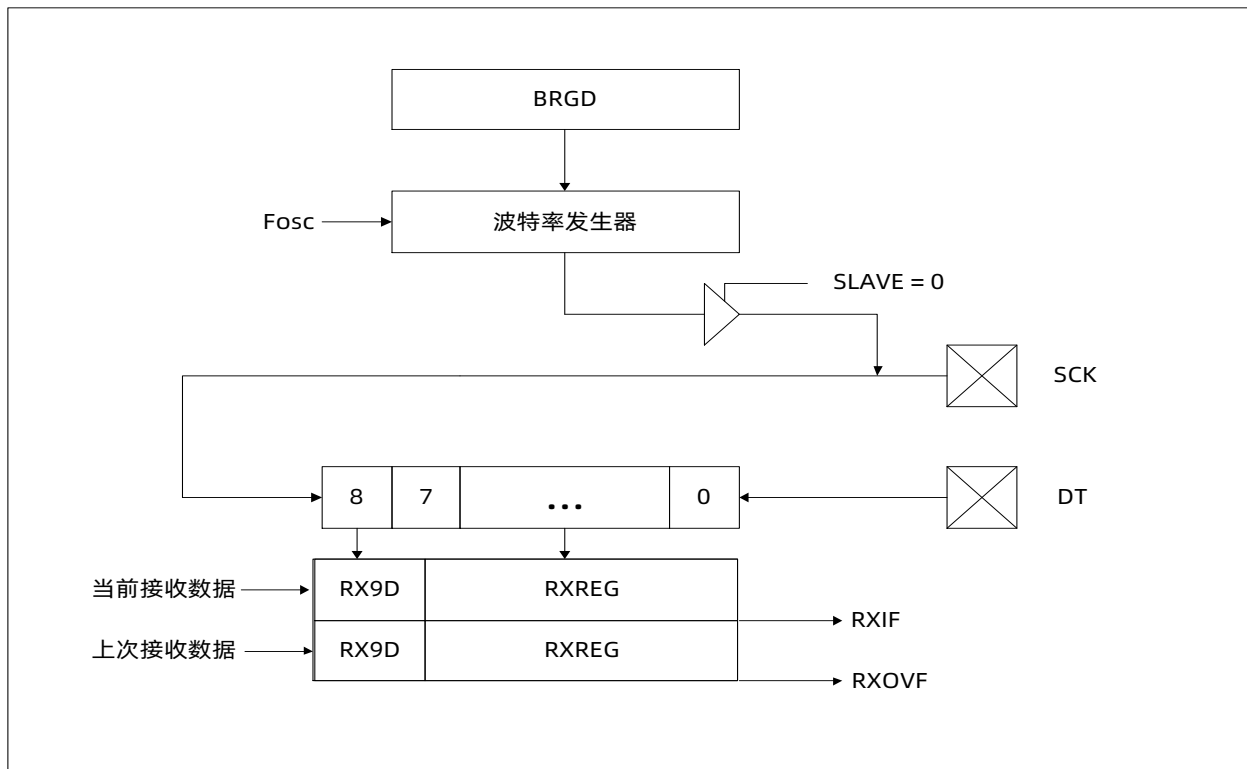 BRGD
Fosc
波特率发生器
SLAVE = 0
SCK
8
7
...
0
DT
当前接收数据
RX9D
RXREG
RXIF
上次接收数据
RX9D
RXREG
RXOVF